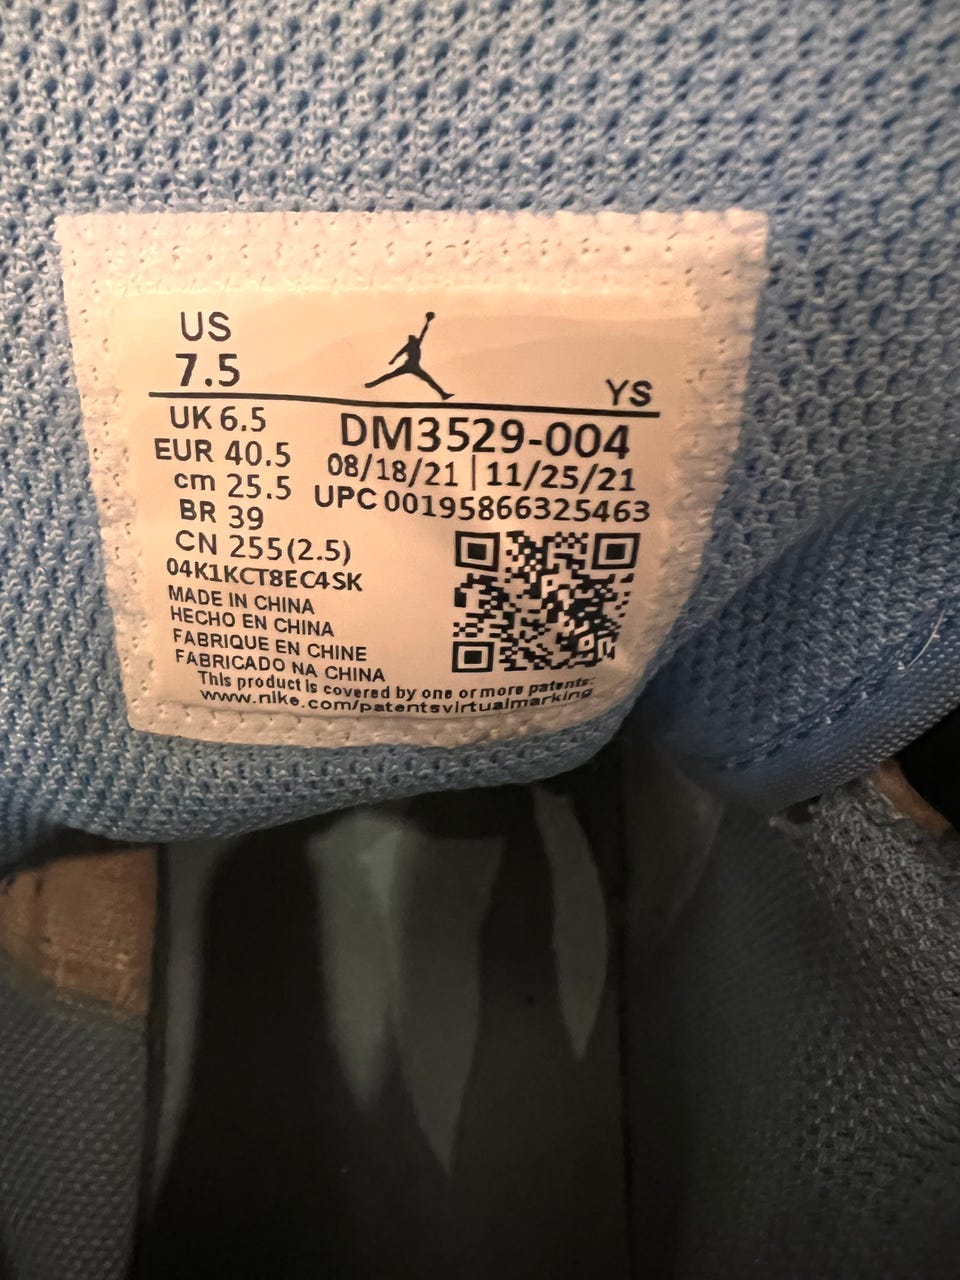 US
7.5
YS
UK 6.5
EUR 40.5
cm 25.5
BR 39
CN 255(2.5)
DM3529-004
08/18/21 | 11/25/21
UPC 00195866325463
04K1KCT8EC4SK
MADE IN CHINA
HECHO EN CHINA
FABRIQUE EN CHINE
FABRICADO NA CHINA
This product is covered by one or more patents:
www.nike.com/patentsvirtualmarking